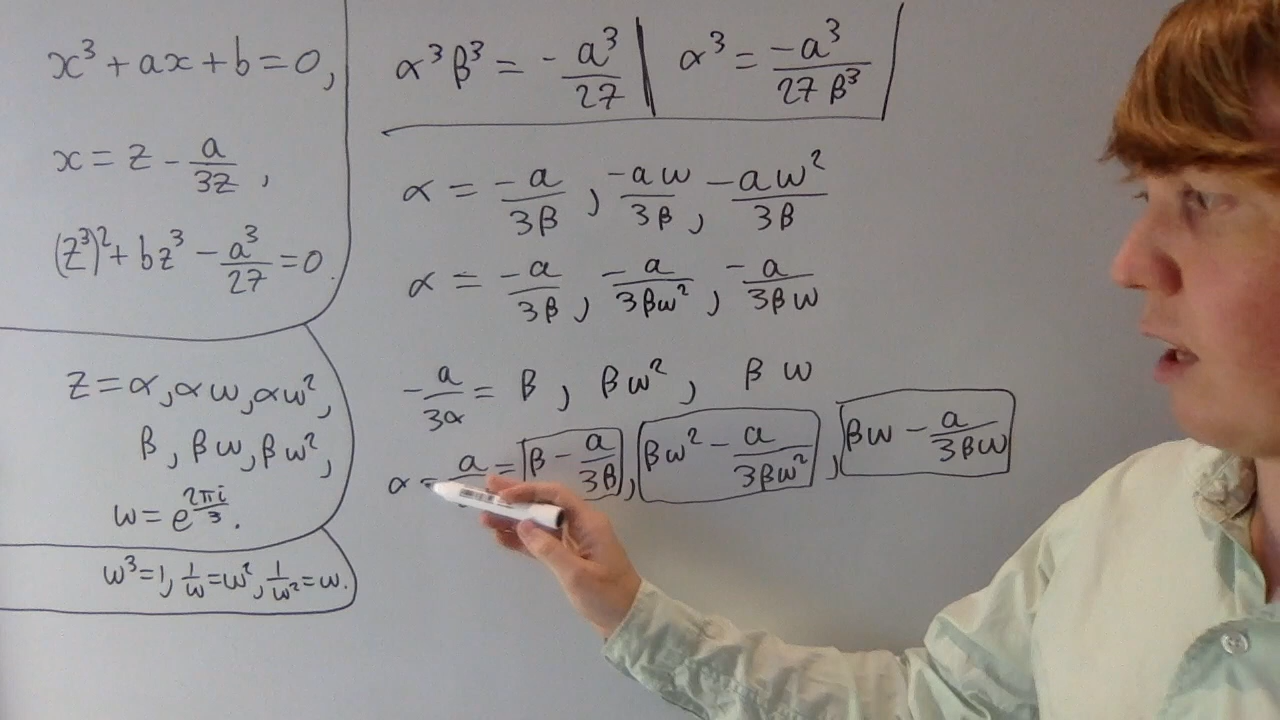 x³ + ax + b = 0,
x = z - a/3z,
(z³)² + bz³ - a³/27 = 0.
z = α, αω, αω²,
β, βω, βω²,
ω = e^(2πi/3).
ω³=1, 1/ω=ω², 1/ω²=ω.
α³β³ = - a³/27 | α³ = -a³/27β³
α = -a/3β, -aω/3β, -aω²/3β
α = -a/3β, -a/3βω², -a/3βω
-a/3α = β, βω², βω
α - a = β - a/3β, βω² - a/3βω², βω - a/3βω